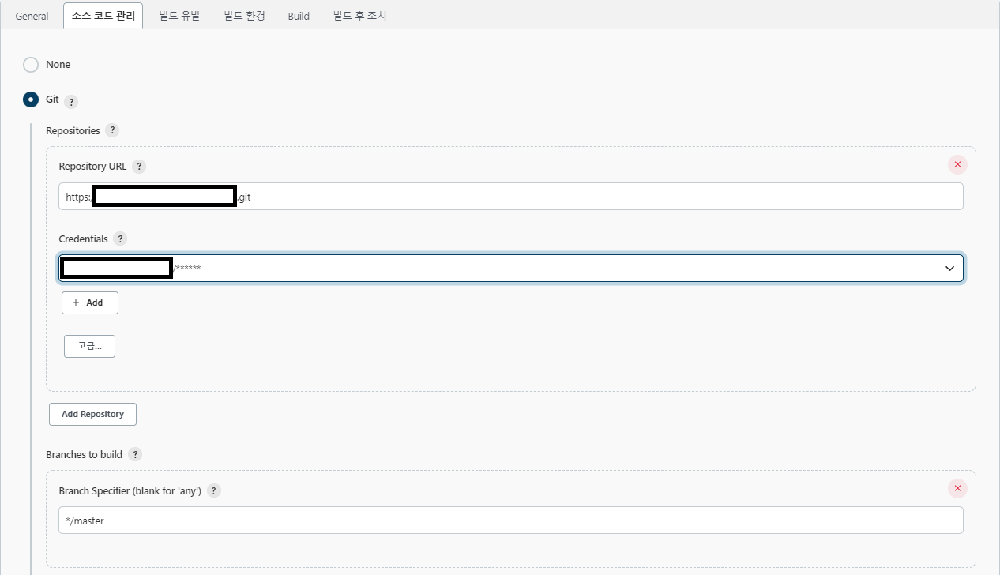 General 소스 코드 관리 빌드 유발 빌드 환경 Build 빌드 후 조치
None
Git ?
Repositories ?
Repository URL ?
https:/ .git
Credentials ?
/******
+ Add
고급...
Add Repository
Branches to build ?
Branch Specifier (blank for 'any') ?
*/master